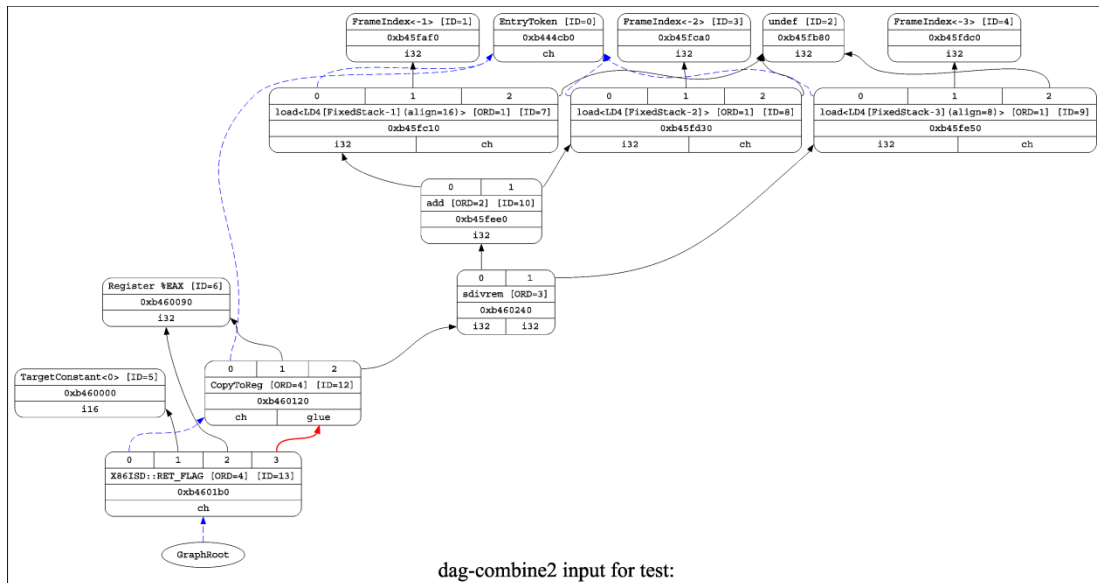 FrameIndex<-1> [ID=1]
0xb45faf0
i32
EntryToken [ID=0]
0xb444cb0
ch
FrameIndex<-2> [ID=3]
0xb45fca0
i32
undef [ID=2]
0xb45fb80
i32
FrameIndex<-3> [ID=4]
0xb45fdc0
i32
0 1 2
load<LD4[FixedStack-1](align=16)> [ORD=1] [ID=7]
0xb45fc10
i32 ch
0 1 2
load<LD4[FixedStack-2]> [ORD=1] [ID=8]
0xb45fd30
i32 ch
0 1 2
load<LD4[FixedStack-3](align=8)> [ORD=1] [ID=9]
0xb45fe50
i32 ch
0 1
add [ORD=2] [ID=10]
0xb45fee0
i32
0 1
sdivrem [ORD=3]
0xb460240
i32 i32
Register %EAX [ID=6]
0xb460090
i32
TargetConstant<0> [ID=5]
0xb460000
i16
0 1 2
CopyToReg [ORD=4] [ID=12]
0xb460120
ch glue
0 1 2 3
X86ISD::RET_FLAG [ORD=4] [ID=13]
0xb4601b0
ch
GraphRoot
dag-combine2 input for test: